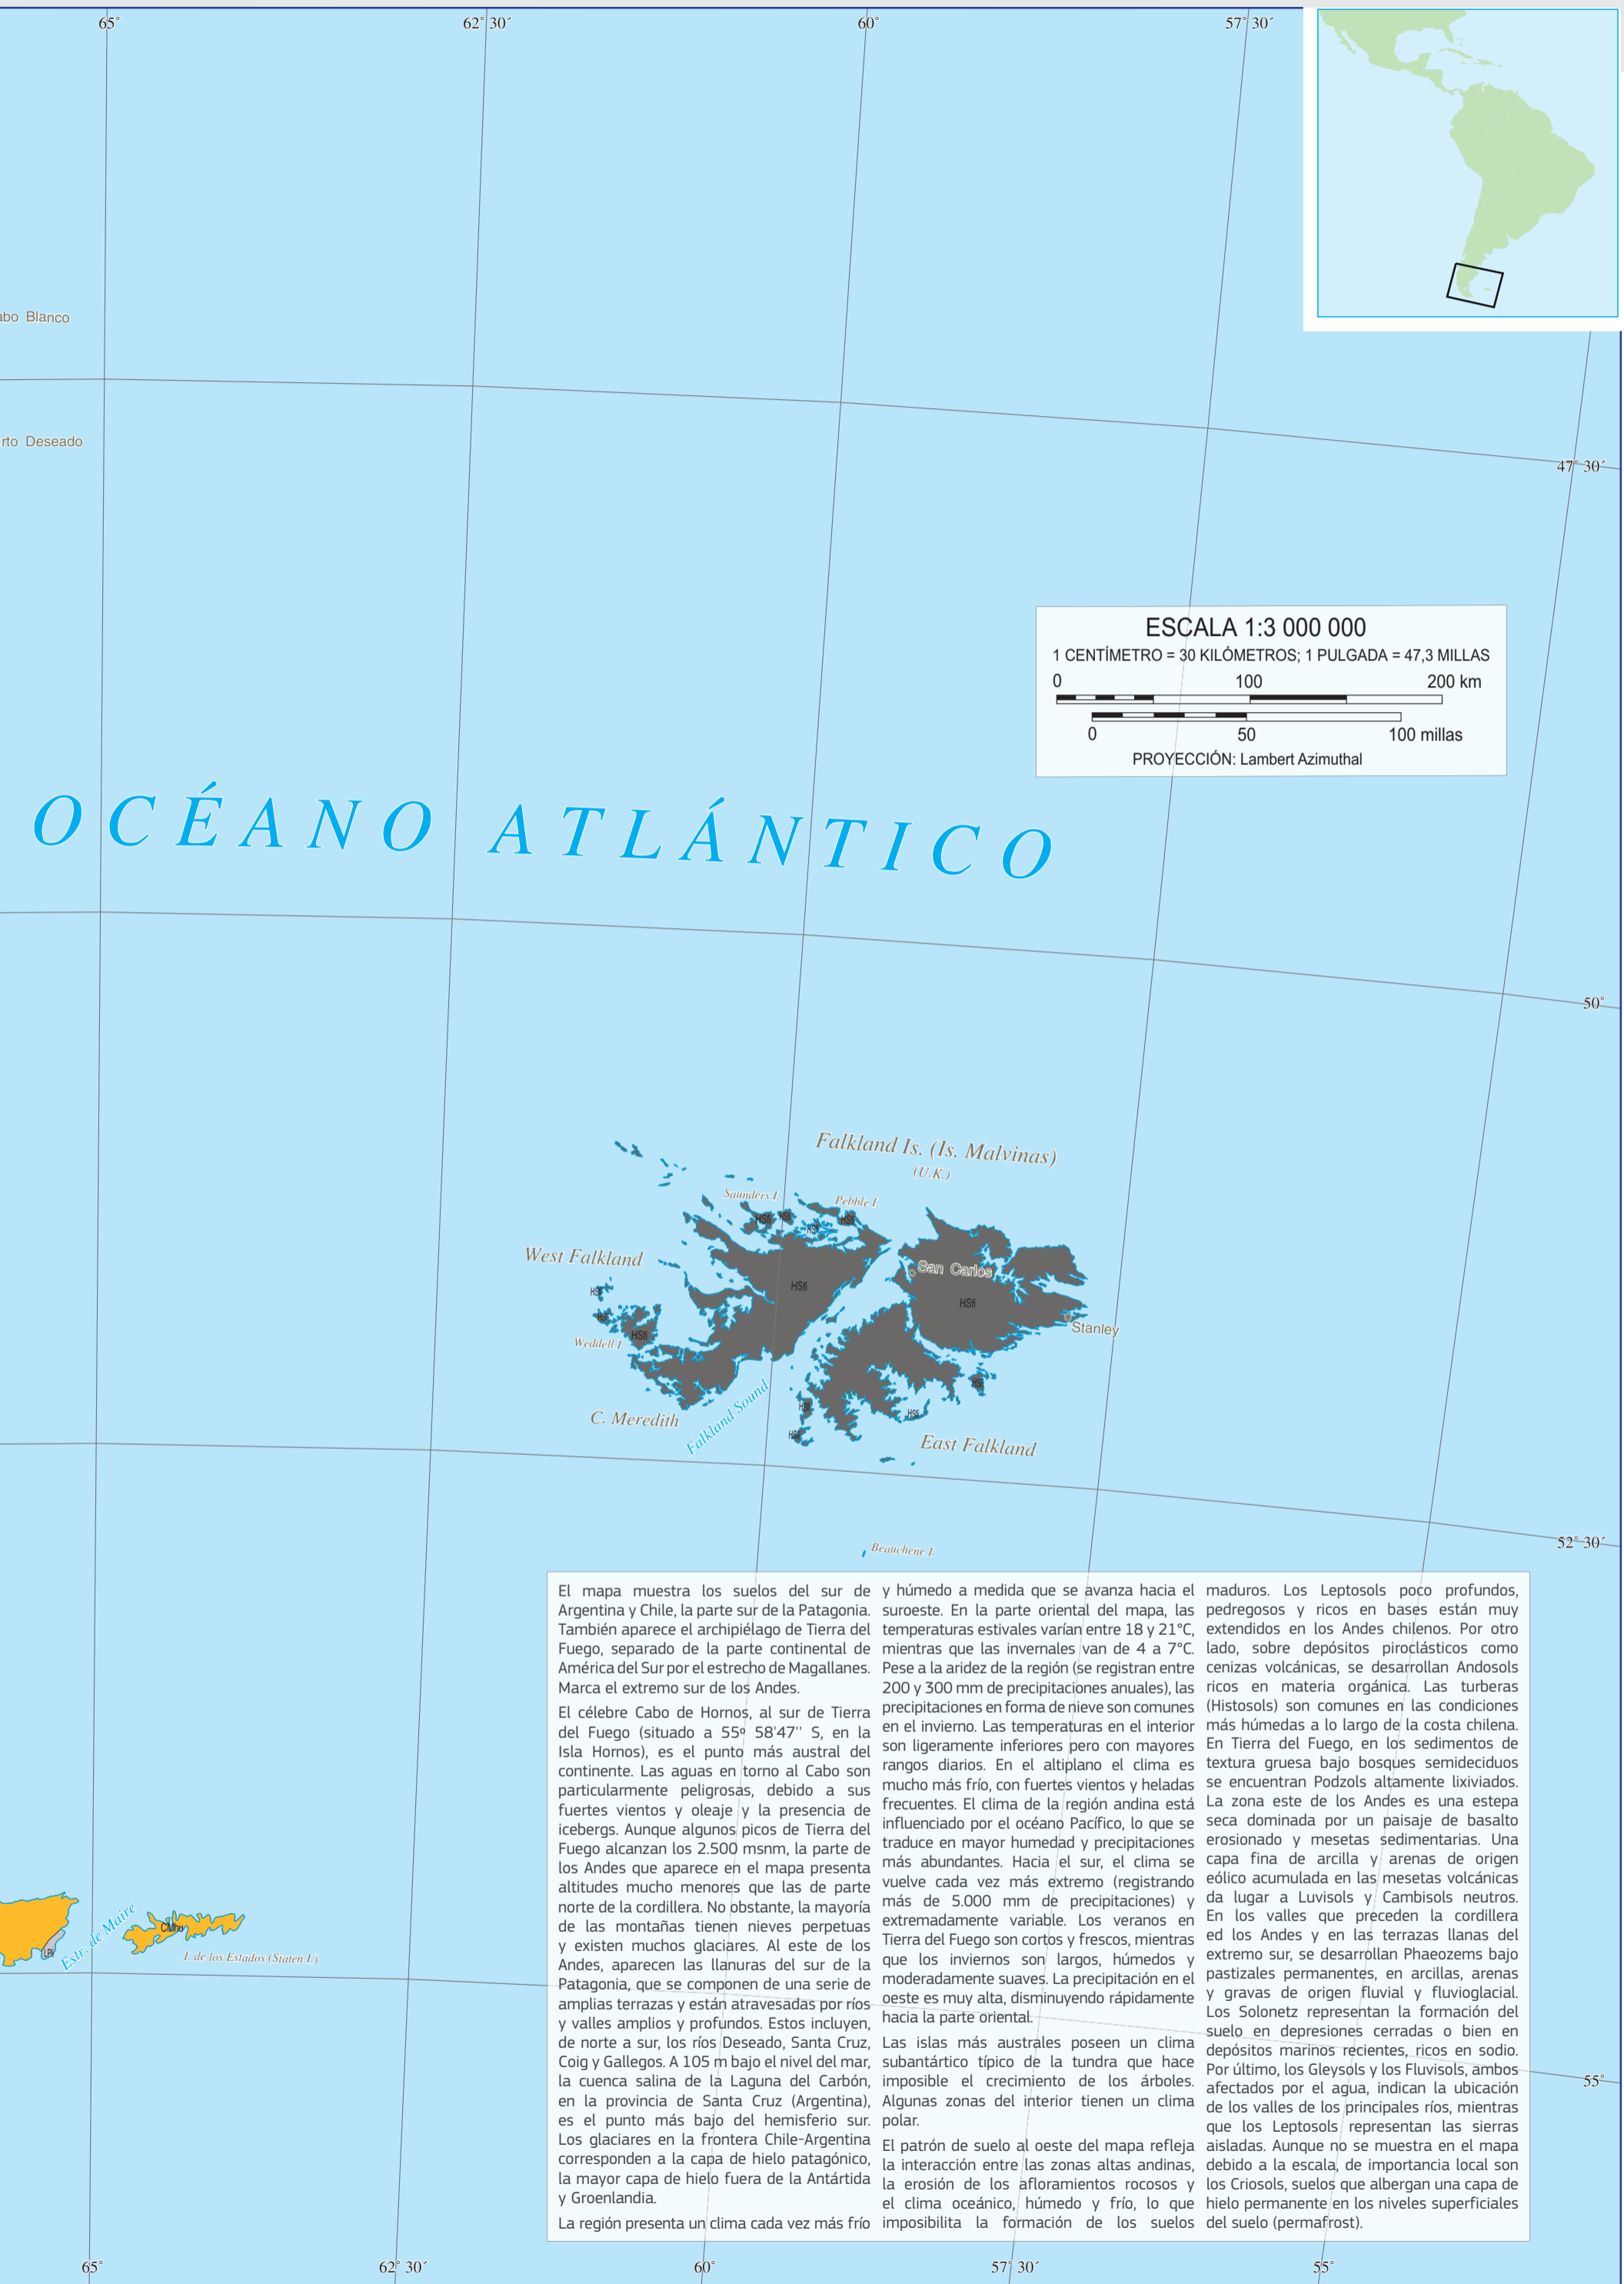 65°
62° 30´
60°
57° 30´
abo Blanco
rto Deseado
47° 30´
ESCALA 1:3 000 000
1 CENTÍMETRO = 30 KILÓMETROS; 1 PULGADA = 47,3 MILLAS
0 100 200 km
0 50 100 millas
PROYECCIÓN: Lambert Azimuthal
OCÉANO ATLÁNTICO
50°
Falkland Is. (Is. Malvinas)
(U.K.)
Saunders I.
Pebble I.
HSfi
HSfi
HSfi
HSfi
West Falkland
San Carlos
HSfi
HSfi
HSfi
HSfi
HSfi
Stanley
Weddell I.
HSfi
HSfi
HSfi
HSfi
C. Meredith
Falkland Sound
East Falkland
52° 30´
Beauchene I.
El mapa muestra los suelos del sur de
Argentina y Chile, la parte sur de la Patagonia.
También aparece el archipiélago de Tierra del
Fuego, separado de la parte continental de
América del Sur por el estrecho de Magallanes.
Marca el extremo sur de los Andes.
El célebre Cabo de Hornos, al sur de Tierra
del Fuego (situado a 55º 58'47'' S, en la
Isla Hornos), es el punto más austral del
continente. Las aguas en torno al Cabo son
particularmente peligrosas, debido a sus
fuertes vientos y oleaje y la presencia de
icebergs. Aunque algunos picos de Tierra del
Fuego alcanzan los 2.500 msnm, la parte de
los Andes que aparece en el mapa presenta
altitudes mucho menores que las de parte
norte de la cordillera. No obstante, la mayoría
de las montañas tienen nieves perpetuas
y existen muchos glaciares. Al este de los
Andes, aparecen las llanuras del sur de la
Patagonia, que se componen de una serie de
amplias terrazas y están atravesadas por ríos
y valles amplios y profundos. Estos incluyen,
de norte a sur, los ríos Deseado, Santa Cruz,
Coig y Gallegos. A 105 m bajo el nivel del mar,
la cuenca salina de la Laguna del Carbón,
en la provincia de Santa Cruz (Argentina),
es el punto más bajo del hemisferio sur.
Los glaciares en la frontera Chile-Argentina
corresponden a la capa de hielo patagónico,
la mayor capa de hielo fuera de la Antártida
y Groenlandia.
La región presenta un clima cada vez más frío
y húmedo a medida que se avanza hacia el
suroeste. En la parte oriental del mapa, las
temperaturas estivales varían entre 18 y 21°C,
mientras que las invernales van de 4 a 7°C.
Pese a la aridez de la región (se registran entre
200 y 300 mm de precipitaciones anuales), las
precipitaciones en forma de nieve son comunes
en el invierno. Las temperaturas en el interior
son ligeramente inferiores pero con mayores
rangos diarios. En el altiplano el clima es
mucho más frío, con fuertes vientos y heladas
frecuentes. El clima de la región andina está
influenciado por el océano Pacífico, lo que se
traduce en mayor humedad y precipitaciones
más abundantes. Hacia el sur, el clima se
vuelve cada vez más extremo (registrando
más de 5.000 mm de precipitaciones) y
extremadamente variable. Los veranos en
Tierra del Fuego son cortos y frescos, mientras
que los inviernos son largos, húmedos y
moderadamente suaves. La precipitación en el
oeste es muy alta, disminuyendo rápidamente
hacia la parte oriental.
Las islas más australes poseen un clima
subantártico típico de la tundra que hace
imposible el crecimiento de los árboles.
Algunas zonas del interior tienen un clima
polar.
El patrón de suelo al oeste del mapa refleja
la interacción entre las zonas altas andinas,
la erosión de los afloramientos rocosos y
el clima oceánico, húmedo y frío, lo que
imposibilita la formación de los suelos
maduros. Los Leptosols poco profundos,
pedregosos y ricos en bases están muy
extendidos en los Andes chilenos. Por otro
lado, sobre depósitos piroclásticos como
cenizas volcánicas, se desarrollan Andosols
ricos en materia orgánica. Las turberas
(Histosols) son comunes en las condiciones
más húmedas a lo largo de la costa chilena.
En Tierra del Fuego, en los sedimentos de
textura gruesa bajo bosques semideciduos
se encuentran Podzols altamente lixiviados.
La zona este de los Andes es una estepa
seca dominada por un paisaje de basalto
erosionado y mesetas sedimentarias. Una
capa fina de arcilla y arenas de origen
eólico acumulada en las mesetas volcánicas
da lugar a Luvisols y Cambisols neutros.
En los valles que preceden la cordillera
ed los Andes y en las terrazas llanas del
extremo sur, se desarrollan Phaeozems bajo
pastizales permanentes, en arcillas, arenas
y gravas de origen fluvial y fluvioglacial.
Los Solonetz representan la formación del
suelo en depresiones cerradas o bien en
depósitos marinos recientes, ricos en sodio.
Por último, los Gleysols y los Fluvisols, ambos
afectados por el agua, indican la ubicación
de los valles de los principales ríos, mientras
que los Leptosols representan las sierras
aisladas. Aunque no se muestra en el mapa
debido a la escala, de importancia local son
los Criosols, suelos que albergan una capa de
hielo permanente en los niveles superficiales
del suelo (permafrost).
Estr. de Maire
CMhu
LPli
I. de los Estados (Staten I.)
55°
65°
62° 30´
60°
57° 30´
55°